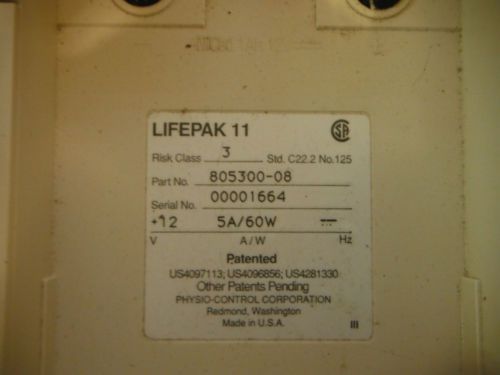 LIFEPAK 11
SA
Risk Class 3 Std. C22.2 No.125
Part No. 805300-08
Serial No. 00001664
+12 5A/60W
V A/W Hz
Patented
US4097113; US4096856; US4281330
Other Patents Pending
PHYSIO-CONTROL CORPORATION
Redmond, Washington
Made in U.S.A. III